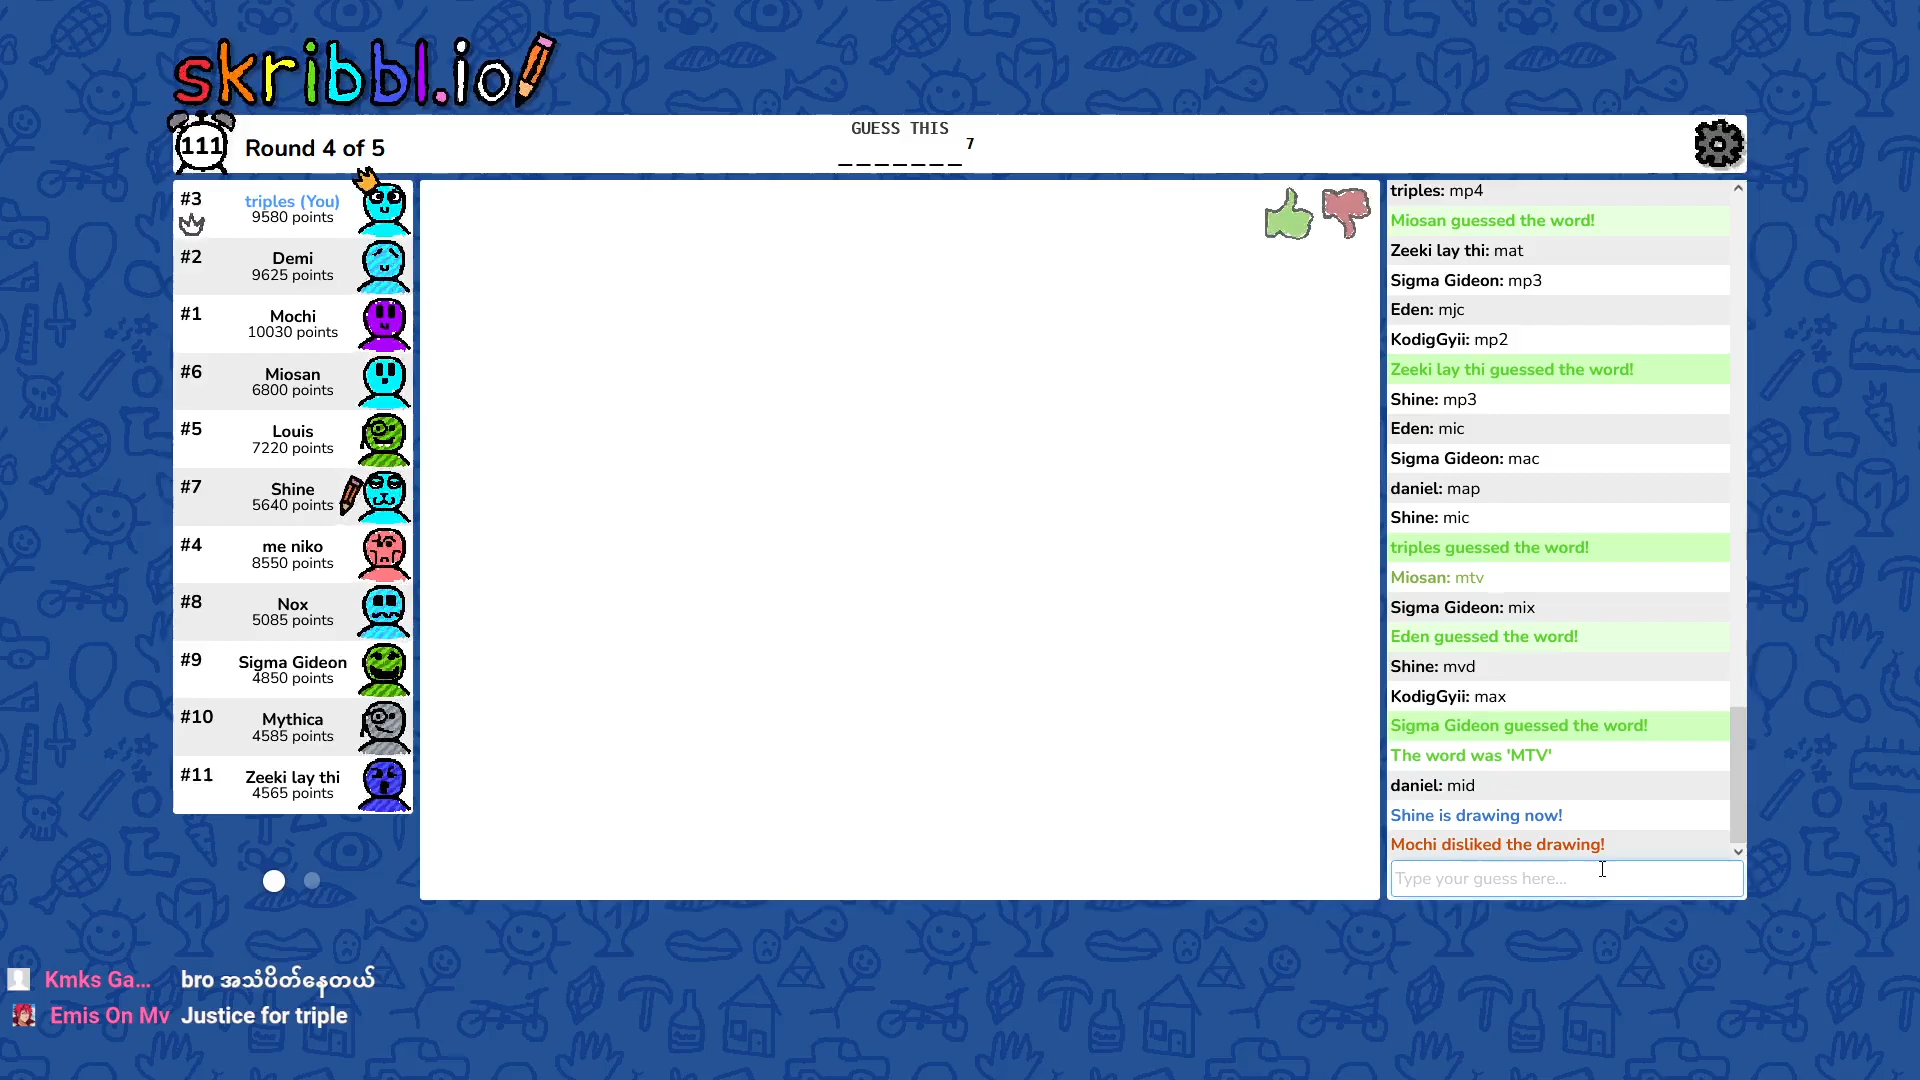 skribbl.io
111
Round 4 of 5
GUESS THIS
_______ 7
#3
triples (You)
9580 points
#2
Demi
9625 points
#1
Mochi
10030 points
#6
Miosan
6800 points
#5
Louis
7220 points
#7
Shine
5640 points
#4
me niko
8550 points
#8
Nox
5085 points
#9
Sigma Gideon
4850 points
#10
Mythica
4585 points
#11
Zeeki lay thi
4565 points
triples: mp4
Miosan guessed the word!
Zeeki lay thi: mat
Sigma Gideon: mp3
Eden: mjc
KodigGyii: mp2
Zeeki lay thi guessed the word!
Shine: mp3
Eden: mic
Sigma Gideon: mac
daniel: map
Shine: mic
triples guessed the word!
Miosan: mtv
Sigma Gideon: mix
Eden guessed the word!
Shine: mvd
KodigGyii: max
Sigma Gideon guessed the word!
The word was 'MTV'
daniel: mid
Shine is drawing now!
Mochi disliked the drawing!
Type your guess here...
Kmks Ga... bro အသံပိတ်နေတယ်
Emis On Mv Justice for triple